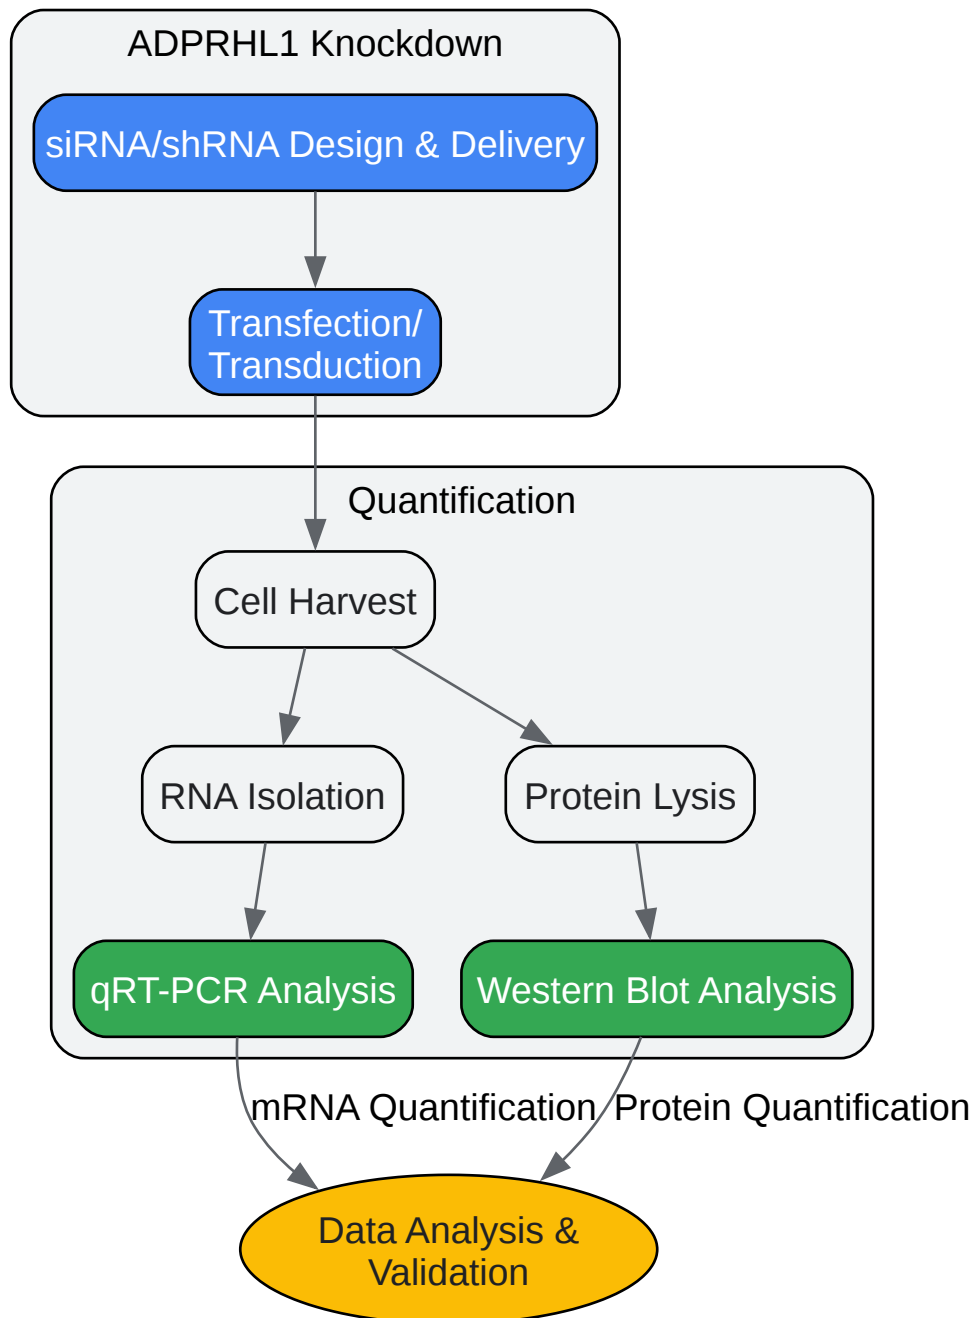 ADPRHL1 Knockdown
siRNA/shRNA Design & Delivery
Transfection/
Transduction
Quantification
Cell Harvest
RNA Isolation
Protein Lysis
qRT-PCR Analysis
Western Blot Analysis
mRNA Quantification
Protein Quantification
Data Analysis &
Validation